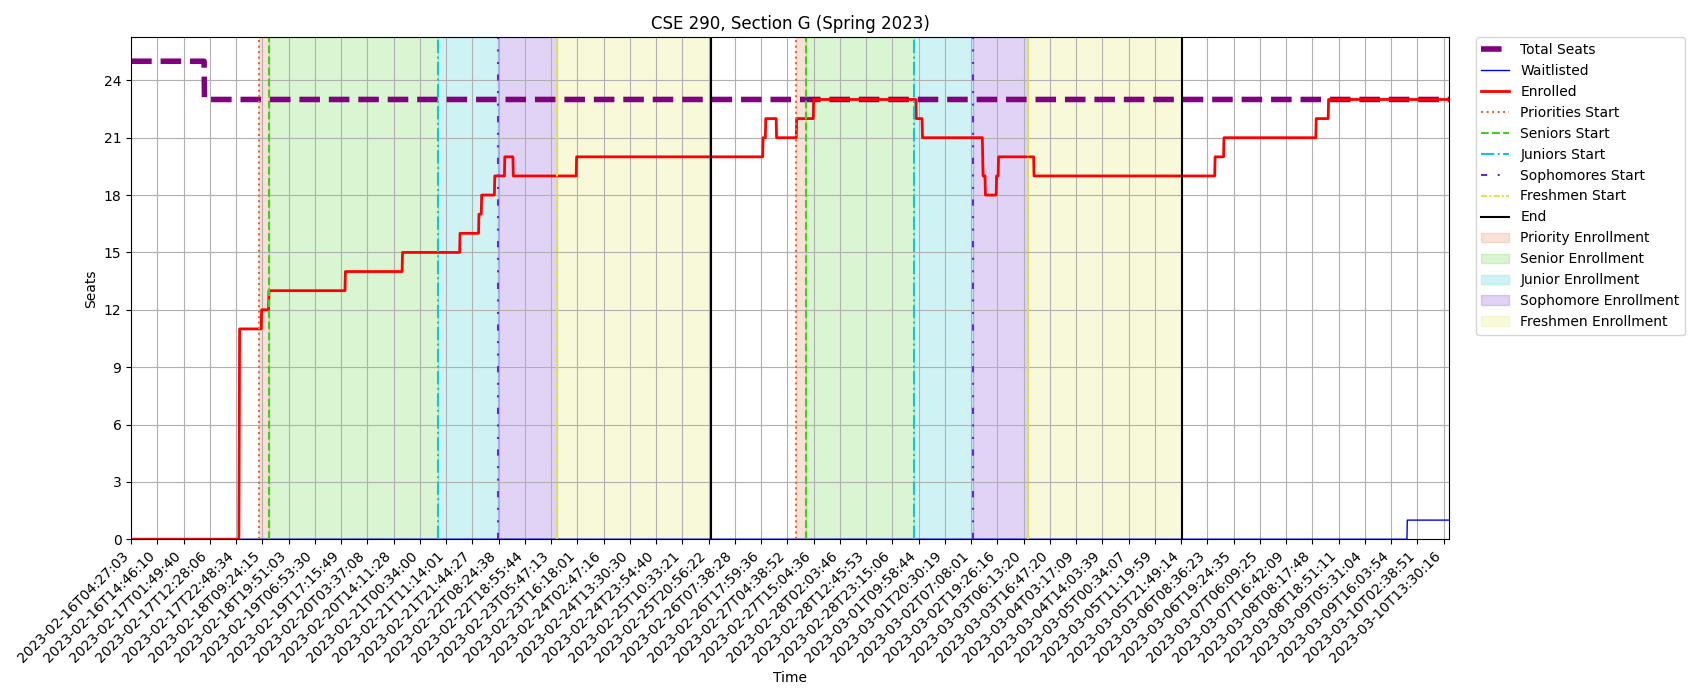 CSE 290, Section G (Spring 2023)
Total Seats
Waitlisted
Enrolled
Priorities Start
Seniors Start
Juniors Start
Sophomores Start
Freshmen Start
End
Priority Enrollment
Senior Enrollment
Junior Enrollment
Sophomore Enrollment
Freshmen Enrollment
Seats
24
21
18
15
12
9
6
3
0
2023-02-16T04:27:03
2023-02-16T14:46:10
2023-02-17T01:49:40
2023-02-17T12:28:06
2023-02-17T22:48:34
2023-02-18T09:24:15
2023-02-18T19:51:03
2023-02-19T06:53:30
2023-02-19T17:15:49
2023-02-20T03:37:08
2023-02-20T14:11:28
2023-02-21T00:34:00
2023-02-21T11:14:01
2023-02-21T21:44:27
2023-02-22T08:24:38
2023-02-22T18:55:44
2023-02-23T05:47:13
2023-02-23T16:18:01
2023-02-24T02:47:16
2023-02-24T13:30:30
2023-02-24T23:54:40
2023-02-25T10:33:21
2023-02-25T20:56:22
2023-02-26T07:38:28
2023-02-26T17:59:36
2023-02-27T04:38:52
2023-02-27T15:04:36
2023-02-28T02:03:46
2023-02-28T12:45:53
2023-02-28T23:15:06
2023-03-01T09:58:44
2023-03-01T20:30:19
2023-03-02T07:08:01
2023-03-02T19:26:16
2023-03-03T06:13:20
2023-03-03T16:47:20
2023-03-04T03:17:09
2023-03-04T14:03:39
2023-03-05T00:34:07
2023-03-05T11:19:59
2023-03-05T21:49:14
2023-03-06T08:36:23
2023-03-06T19:24:35
2023-03-07T06:09:25
2023-03-07T16:42:09
2023-03-08T08:17:48
2023-03-08T18:51:11
2023-03-09T05:31:04
2023-03-09T16:03:54
2023-03-10T02:38:51
2023-03-10T13:30:16
Time